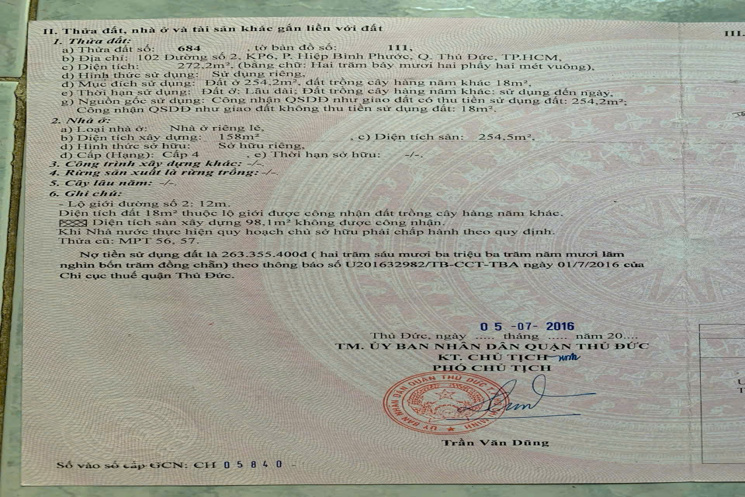 II. Thửa đất, nhà ở và tài sản khác gắn liền với đất
III.
1. Thửa đất:
a) Thửa đất số: 684 , tờ bản đồ số: 111,
b) Địa chỉ: 102 Đường số 2, KP6, P. Hiệp Bình Phước, Q. Thủ Đức, TP.HCM,
c) Diện tích: 272,2m², (bằng chữ: Hai trăm bảy mươi hai phẩy hai mét vuông),
d) Hình thức sử dụng: Sử dụng riêng,
đ) Mục đích sử dụng: Đất ở 254,2m², đất trồng cây hàng năm khác 18m²,
e) Thời hạn sử dụng: Đất ở: Lâu dài; Đất trồng cây hàng năm khác: sử dụng đến ngày,
g) Nguồn gốc sử dụng: Công nhận QSDĐ như giao đất có thu tiền sử dụng đất: 254,2m²;
Công nhận QSDĐ như giao đất không thu tiền sử dụng đất: 18m².
2. Nhà ở:
a) Loại nhà ở: Nhà ở riêng lẻ,
b) Diện tích xây dựng: 158m² , c) Diện tích sàn: 254,5m²,
d) Hình thức sở hữu: Sở hữu riêng,
đ) Cấp (Hạng): Cấp 4 , e) Thời hạn sở hữu: -/-.
3. Công trình xây dựng khác: -/-.
4. Rừng sản xuất là rừng trồng: -/-.
5. Cây lâu năm: -/-.
6. Ghi chú:
- Lộ giới đường số 2: 12m.
Diện tích đất 18m² thuộc lộ giới được công nhận đất trồng cây hàng năm khác.
Diện tích sàn xây dựng 98,1m² không được công nhận.
Khi Nhà nước thực hiện quy hoạch chủ sở hữu phải chấp hành theo quy định.
Thửa cũ: MPT 56, 57.
Nợ tiền sử dụng đất là 263.355.400đ ( hai trăm sáu mươi ba triệu ba trăm năm mươi lăm
nghìn bốn trăm đồng chẵn) theo thông báo số U201632982/TB-CCT-TBA ngày 01/7/2016 của
Chi cục thuế quận Thủ Đức.
05 -07- 2016
Thủ Đức, ngày ..... tháng ..... năm 20....
TM. ỦY BAN NHÂN DÂN QUẬN THỦ ĐỨC
KT. CHỦ TỊCH
PHÓ CHỦ TỊCH
Trần Văn Dũng
Số vào sổ cấp GCN: CH 05840 -